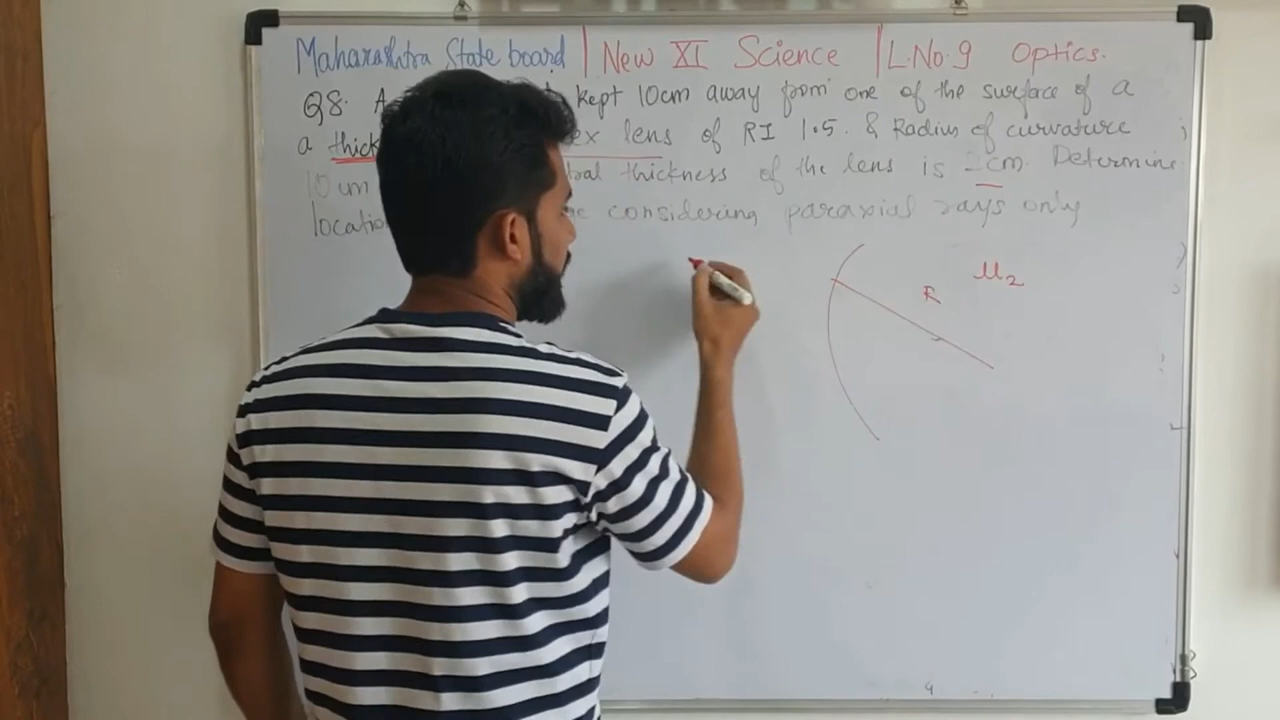 Maharashtra State board | New XI Science | L.No. 9 Optics.
Q8. A kept 10cm away from one of the surface of a
a thick ex lens of RI 1.5. & Radius of curvature
10 cm tral thickness of the lens is 2cm. Determine
locatio considering paraxial rays only
μ2
R